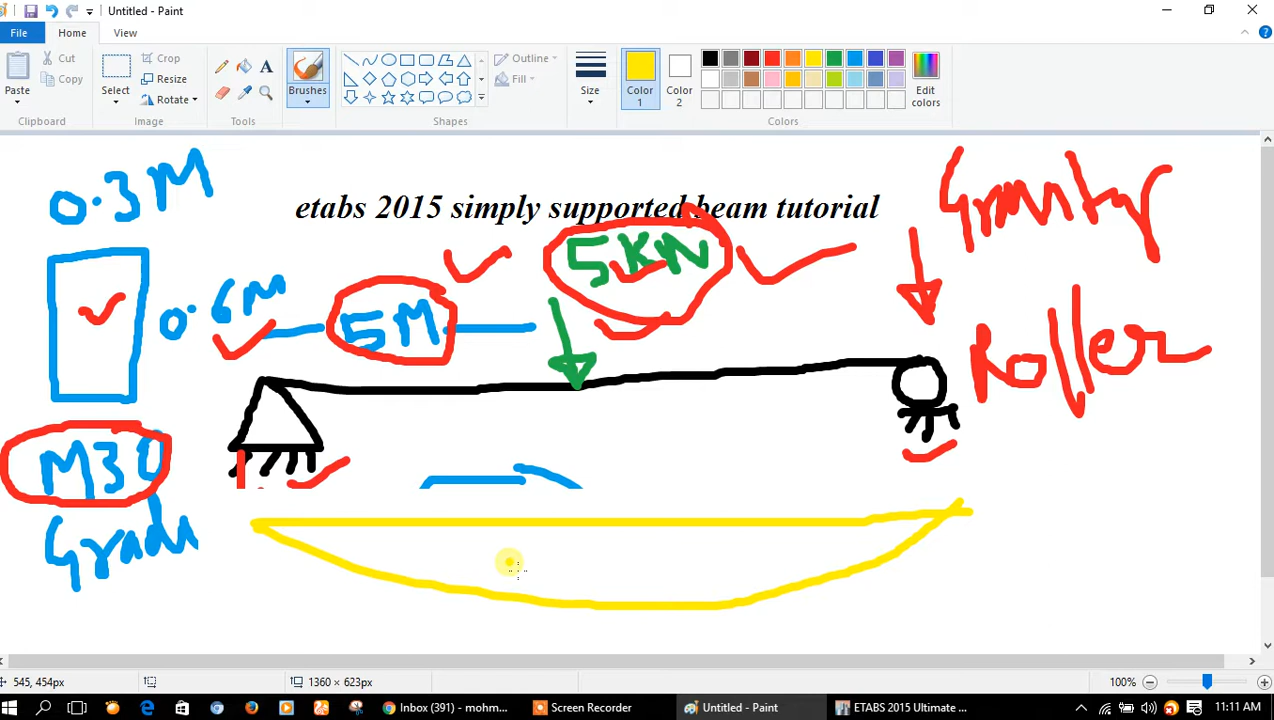 Untitled - Paint
File Home View
Paste
Cut
Copy
Clipboard
Select
Crop
Resize
Rotate
Image
Tools
Brushes
Outline
Fill
Shapes
Size
Color 1
Color 2
Edit colors
Colors
0.3M
etabs 2015 simply supported beam tutorial
Gravity
5KN
0.6M
5M
Roller
M30
Grade
545, 454px
1360 × 623px
100%
Inbox (391) - mohm...
Screen Recorder
Untitled - Paint
ETABS 2015 Ultimate ...
11:11 AM